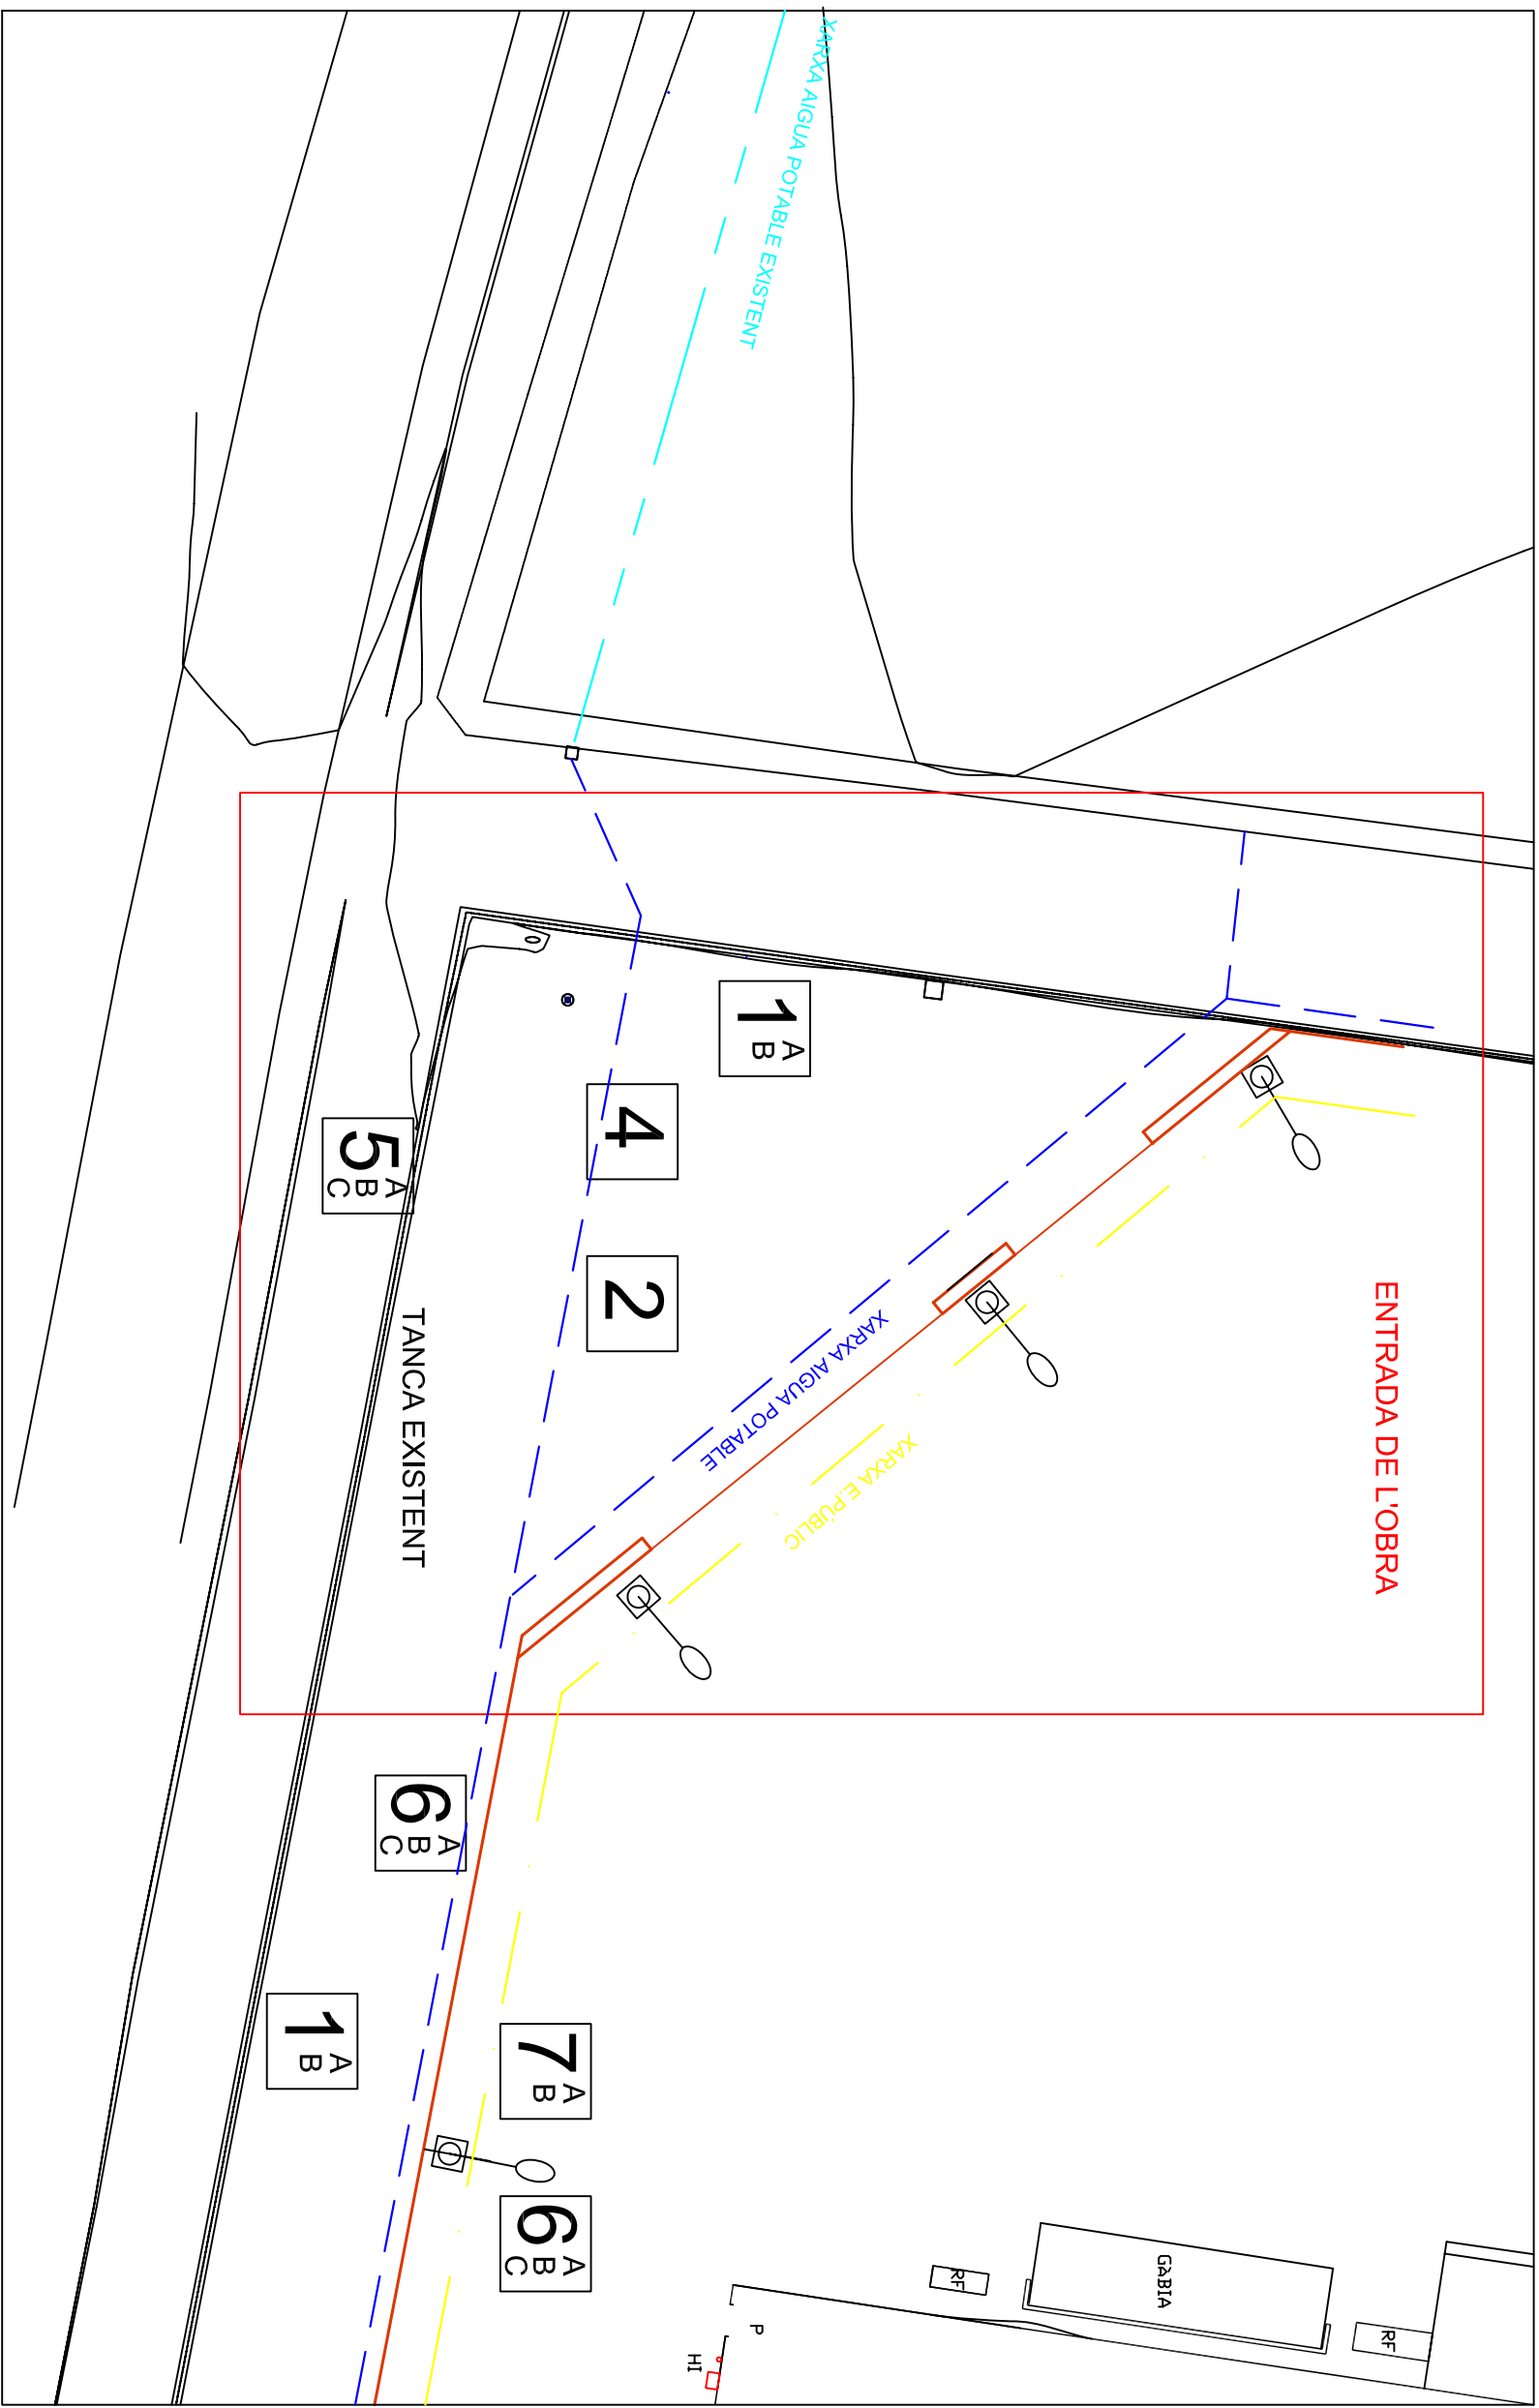 ENTRADA DE L'OBRA
RF
GàBIA
RF
XARXA AIGUA POTABLE EXISTENT
XARXA E.PÚBLIC
XARXA AIGUA POTABLE
1 A B
P
HI
4
2
7 A B
6 A B C
6 A B C
TANCA EXISTENT
5 A B C
1 A B